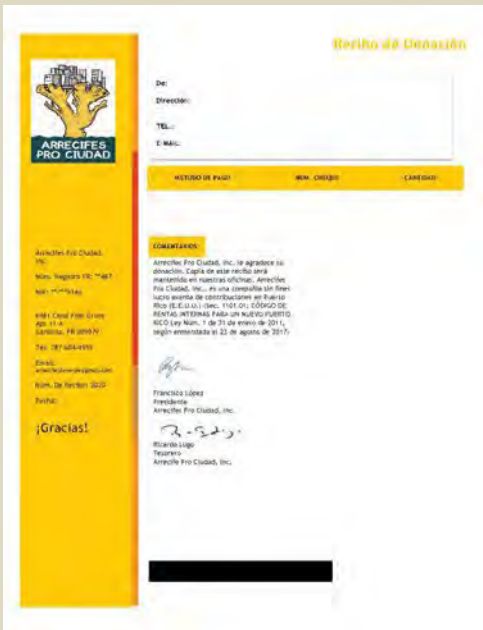 Recibo de Donación
ARRECIFES
PRO CIUDAD
De:
Dirección:
TEL.:
E-MAIL:
METODO DE PAGO
NUM. CHEQUE
CANTIDAD
Arrecifes Pro Ciudad,
Inc.
Núm. Registro PR:
Tel: 787
Email:
Núm. De Recibo: 2020
Fecha:
¡Gracias!
COMENTARIOS:
Arrecifes Pro Ciudad, Inc. le agradece su
donación. Copia de este recibo será
mantenido en nuestras oficinas. Arrecifes
Pro Ciudad, Inc., es una compañía sin fines
lucro exenta de contribuciones en Puerto
Rico (E.E.U.U.) (Sec. 1101.01; CÓDIGO DE
RENTAS INTERNAS PARA UN NUEVO PUERTO
RICO Ley Núm. 1 de 31 de enero de 2011,
según enmendada al 23 de agosto de 2017)
Francisco López
Presidente
Arrecifes Pro Ciudad, Inc.
Ricardo Lugo
Tesorero
Arrecife Pro Ciudad, Inc.